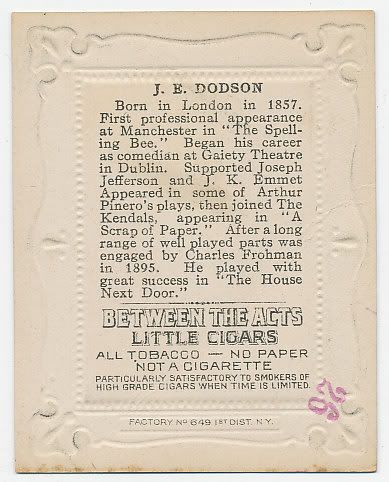 J. E. DODSON
Born in London in 1857.
First professional appearance
at Manchester in "The Spell-
ing Bee." Began his career
as comedian at Gaiety Theatre
in Dublin. Supported Joseph
Jefferson and J. K. Emmet
Appeared in some of Arthur
Pinero's plays, then joined The
Kendals, appearing in "A
Scrap of Paper." After a long
range of well played parts was
engaged by Charles Frohman
in 1895. He played with
great success in "The House
Next Door."
BETWEEN THE ACTS
LITTLE CIGARS
ALL TOBACCO — NO PAPER
NOT A CIGARETTE
PARTICULARLY SATISFACTORY TO SMOKERS OF
HIGH GRADE CIGARS WHEN TIME IS LIMITED.
FACTORY No 649 1ST DIST. N.Y.